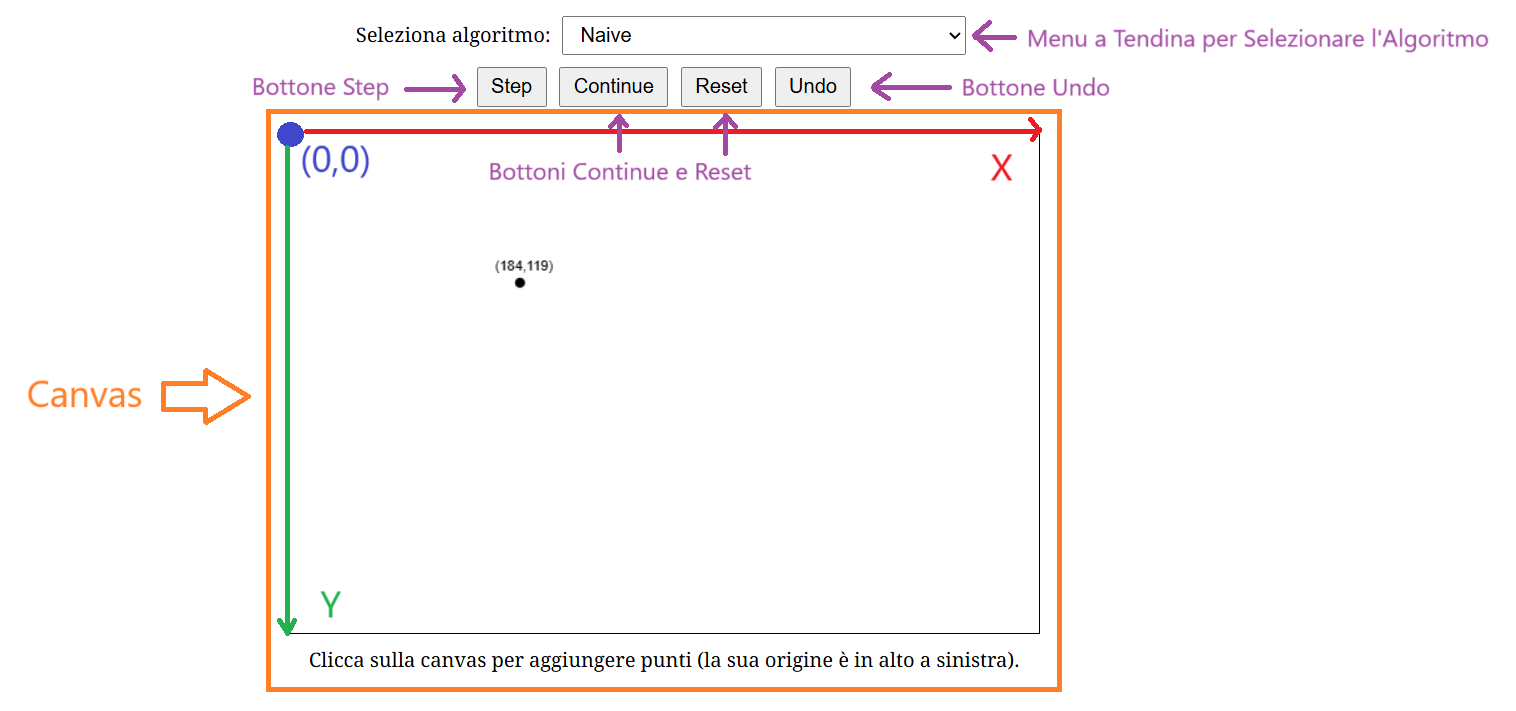 Seleziona algoritmo: Naive
Menu a Tendina per Selezionare l'Algoritmo
Bottone Step
Step Continue Reset Undo
Bottone Undo
(0,0)
Bottoni Continue e Reset
X
(184,119)
Canvas
Y
Clicca sulla canvas per aggiungere punti (la sua origine è in alto a sinistra).